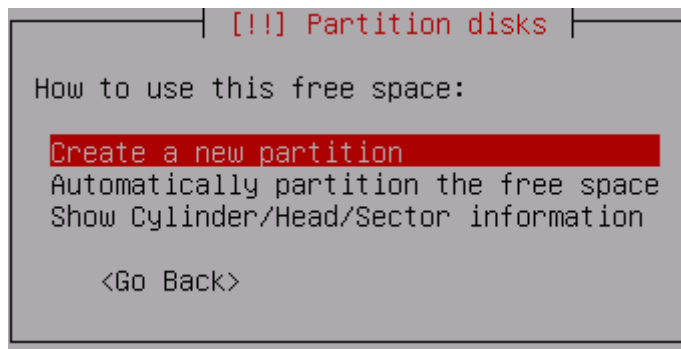 [!!] Partition disks
How to use this free space:
Create a new partition
Automatically partition the free space
Show Cylinder/Head/Sector information
<Go Back>